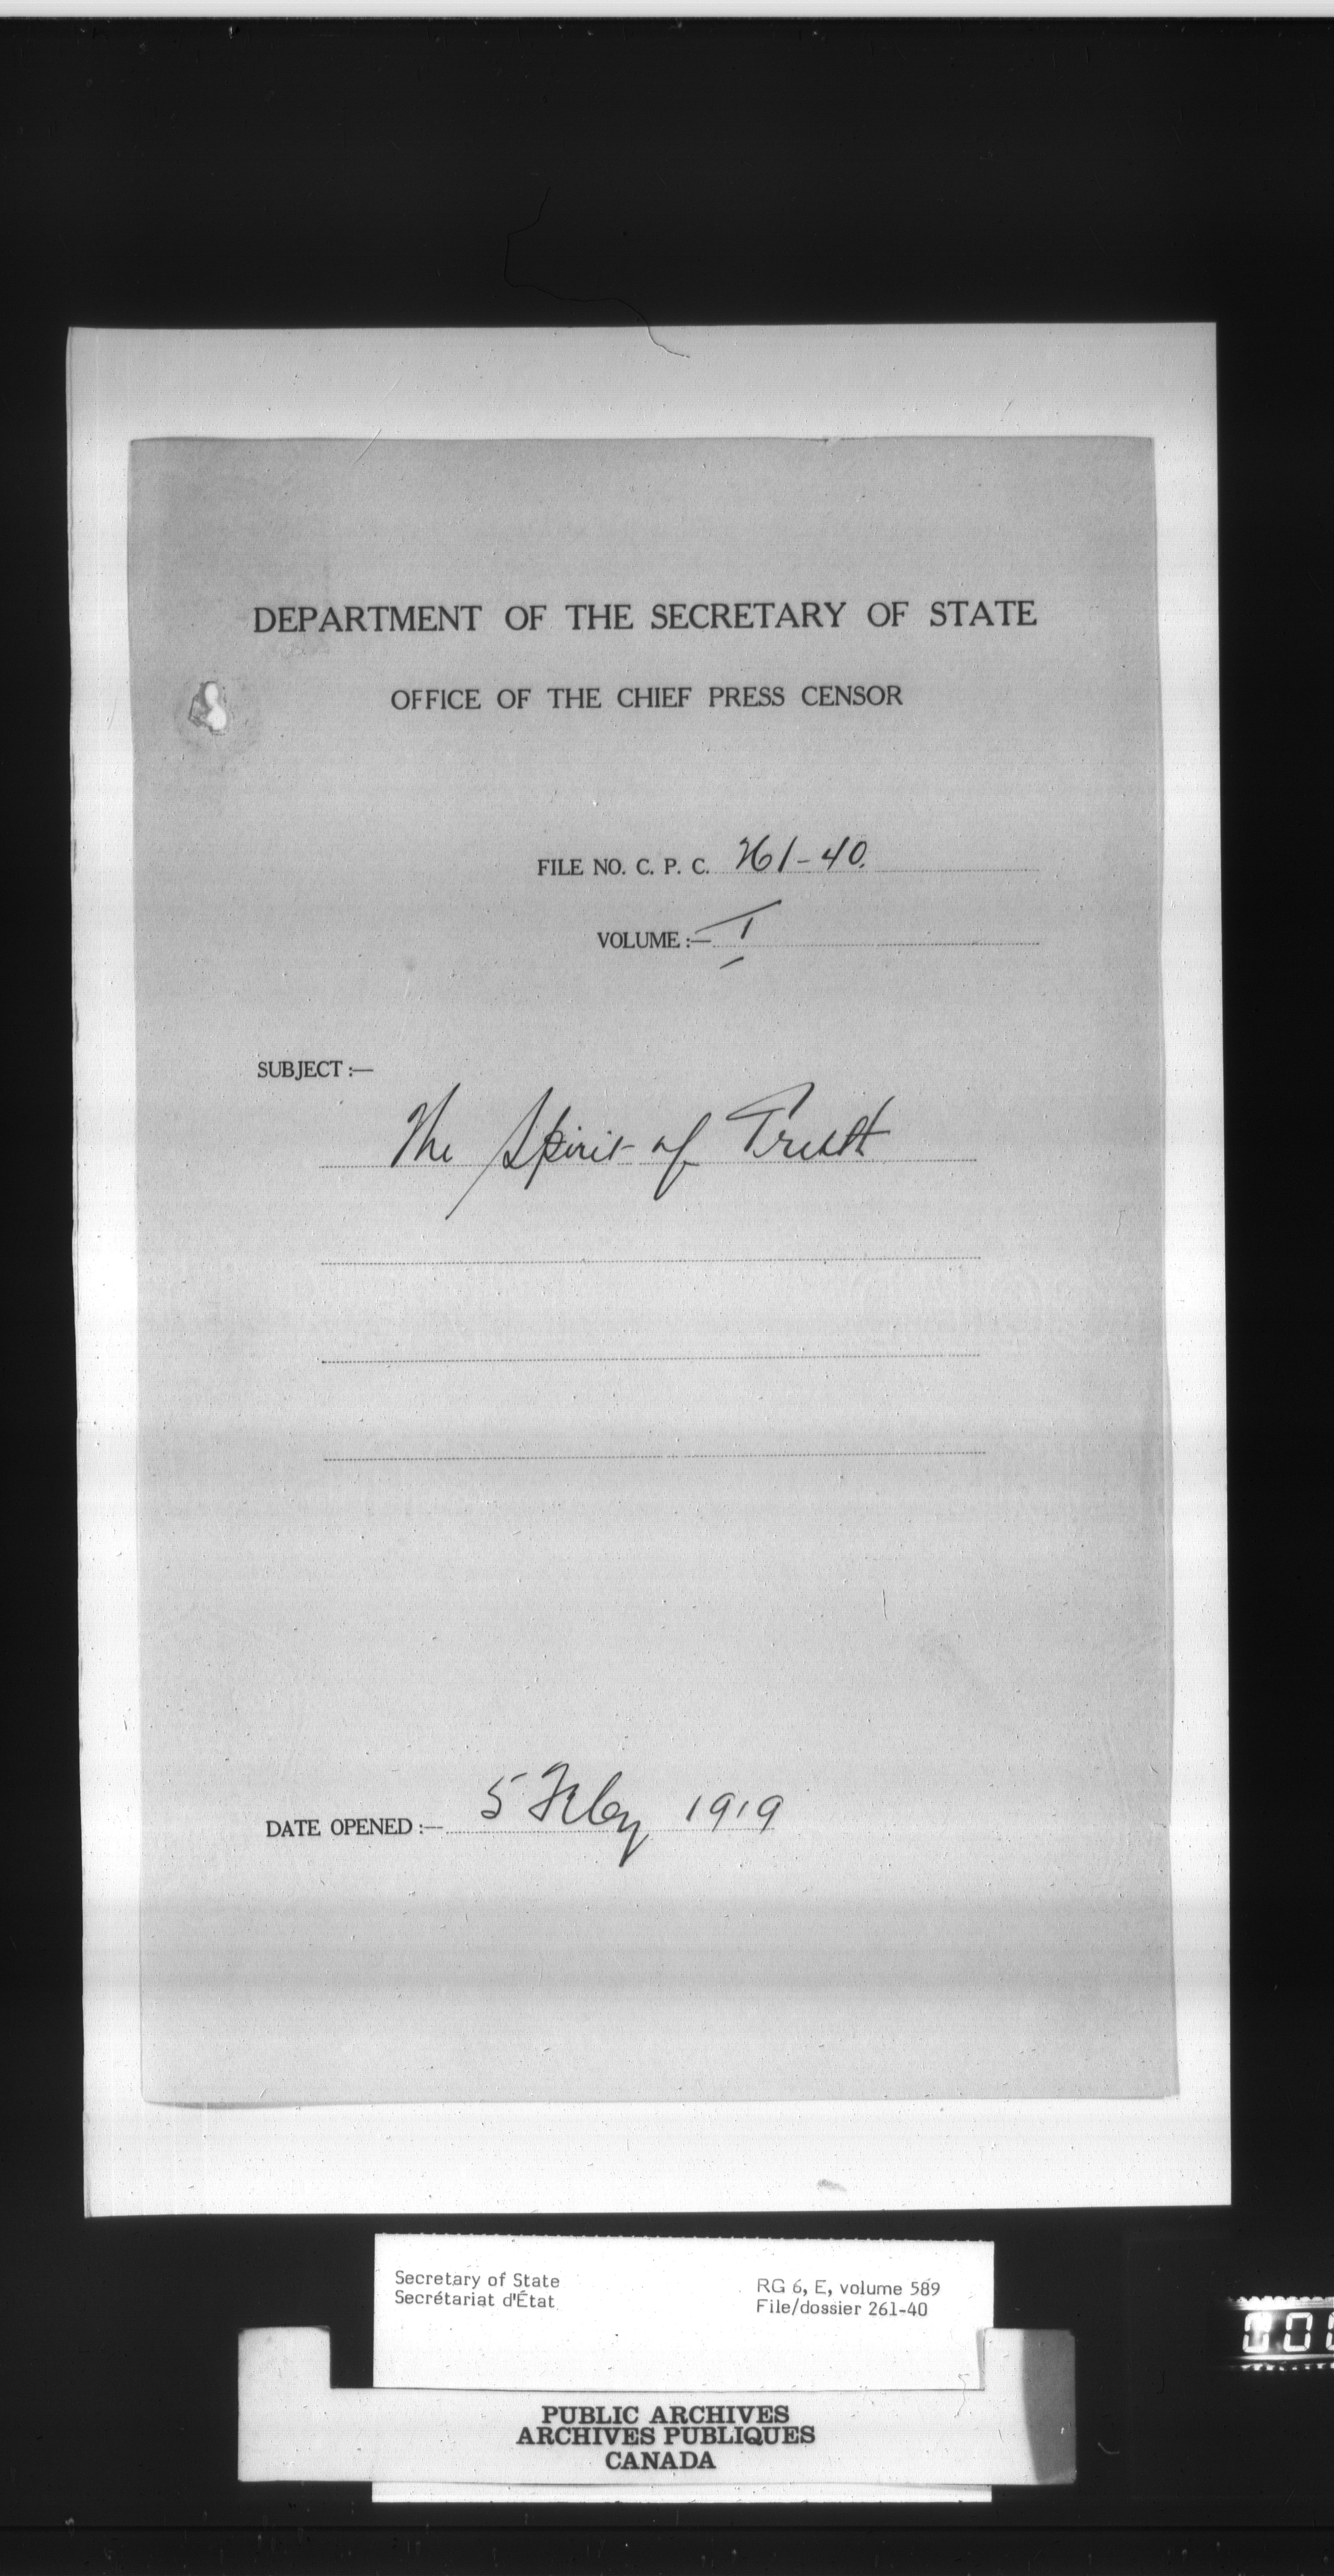 DEPARTMENT OF THE SECRETARY OF STATE
OFFICE OF THE CHIEF PRESS CENSOR
FILE NO. C. P. C. 261-40.
VOLUME :— I
SUBJECT :—
The Spirit of Truth
DATE OPENED :— 5 Feby 1919
Secretary of State RG 6, E, volume 589
Secrétariat d'État File/dossier 261-40
PUBLIC ARCHIVES
ARCHIVES PUBLIQUES
CANADA